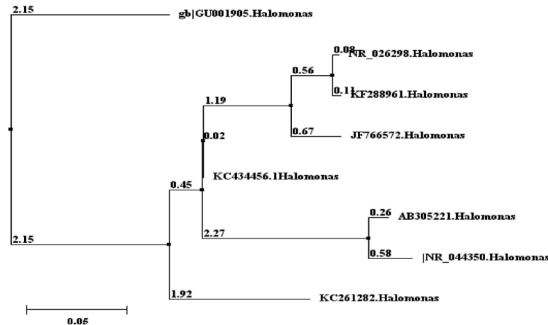 2.15 gb|GU001905.Halomonas
0.08 NR_026298.Halomonas
0.56
0.11 KF288961.Halomonas
1.19
0.67 JF766572.Halomonas
0.02
KC434456.1Halomonas
0.45
0.26 AB305221.Halomonas
2.27
0.58 |NR_044350.Halomonas
2.15
1.92 KC261282.Halomonas
0.05